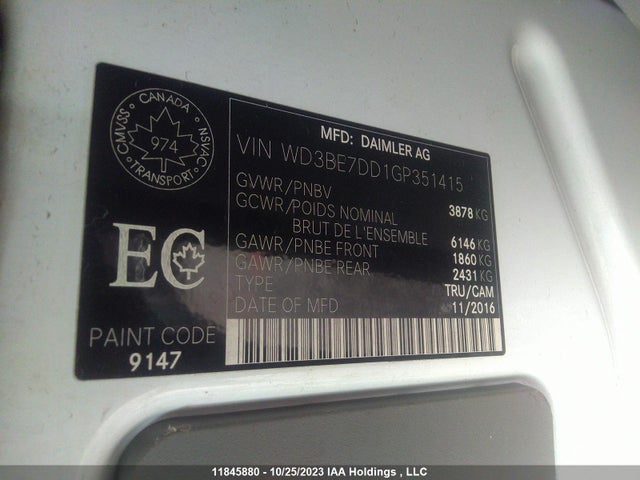 CANADA
CMVSS
NSVAC
974
TRANSPORT
MFD: DAIMLER AG
VIN WD3BE7DD1GP351415
GVWR/PNBV 3878 KG
GCWR/POIDS NOMINAL
BRUT DE L'ENSEMBLE 6146 KG
GAWR/PNBE FRONT 1860 KG
GAWR/PNBE REAR 2431 KG
TYPE TRU/CAM
DATE OF MFD 11/2016
EC
PAINT CODE
9147
11845880 - 10/25/2023 IAA Holdings , LLC